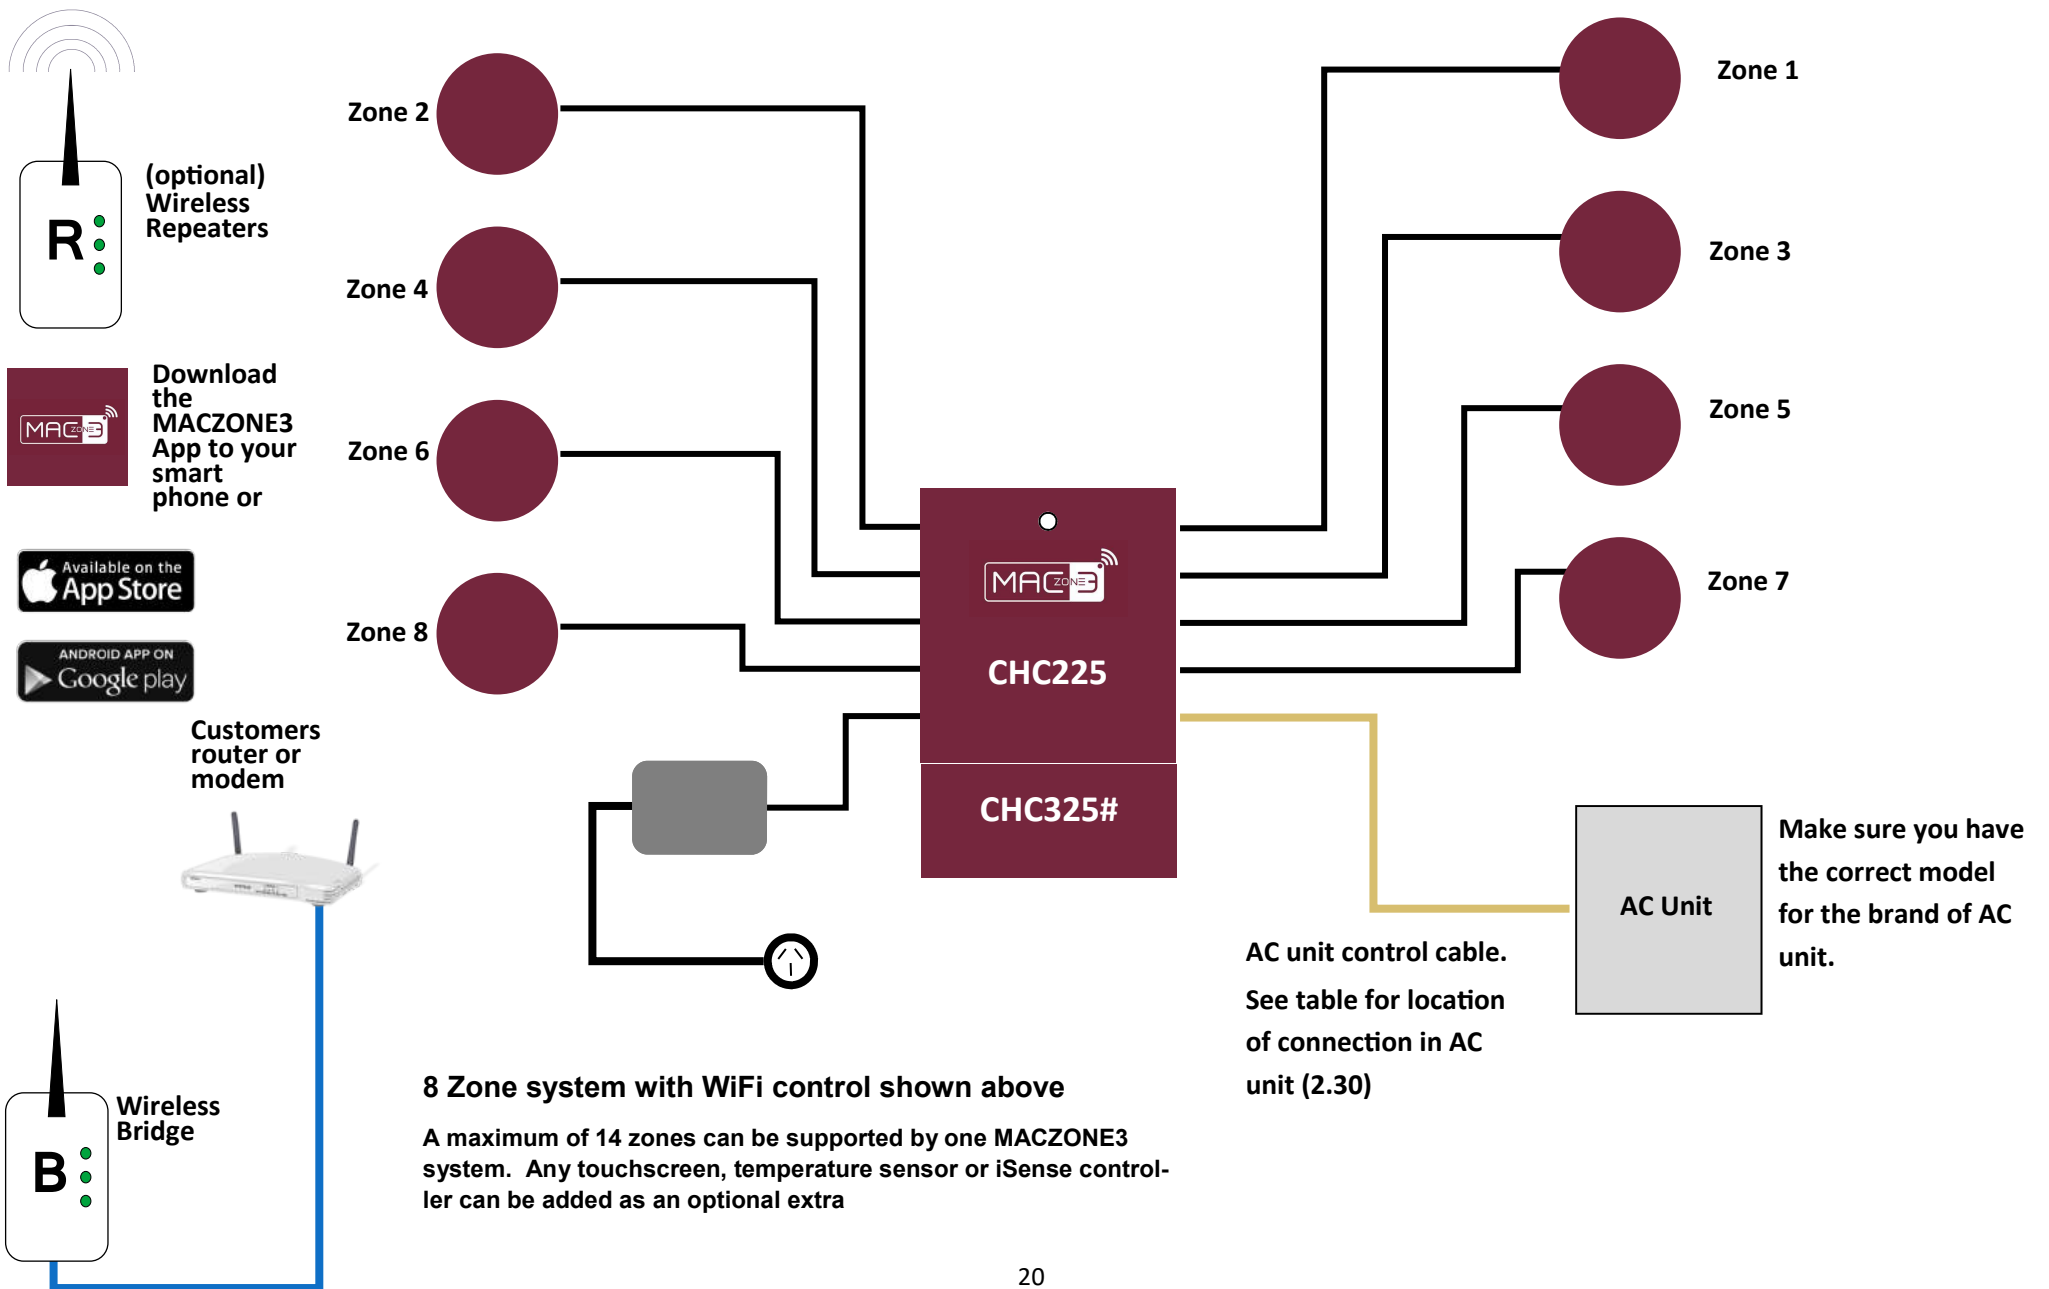 Zone 1
Zone 2
(optional)
Wireless
Repeaters
R
Zone 3
Zone 4
Download
the
MACZONE3
App to your
smart
phone or
MAC ZONE 3
Zone 5
Zone 6
Available on the
App Store
MAC ZONE 3
Zone 7
Zone 8
ANDROID APP ON
Google play
CHC225
Customers
router or
modem
CHC325#
AC Unit
Make sure you have
the correct model
for the brand of AC
unit.
AC unit control cable.
See table for location
of connection in AC
unit (2.30)
Wireless
Bridge
B
8 Zone system with WiFi control shown above
A maximum of 14 zones can be supported by one MACZONE3
system.  Any touchscreen, temperature sensor or iSense control-
ler can be added as an optional extra
20